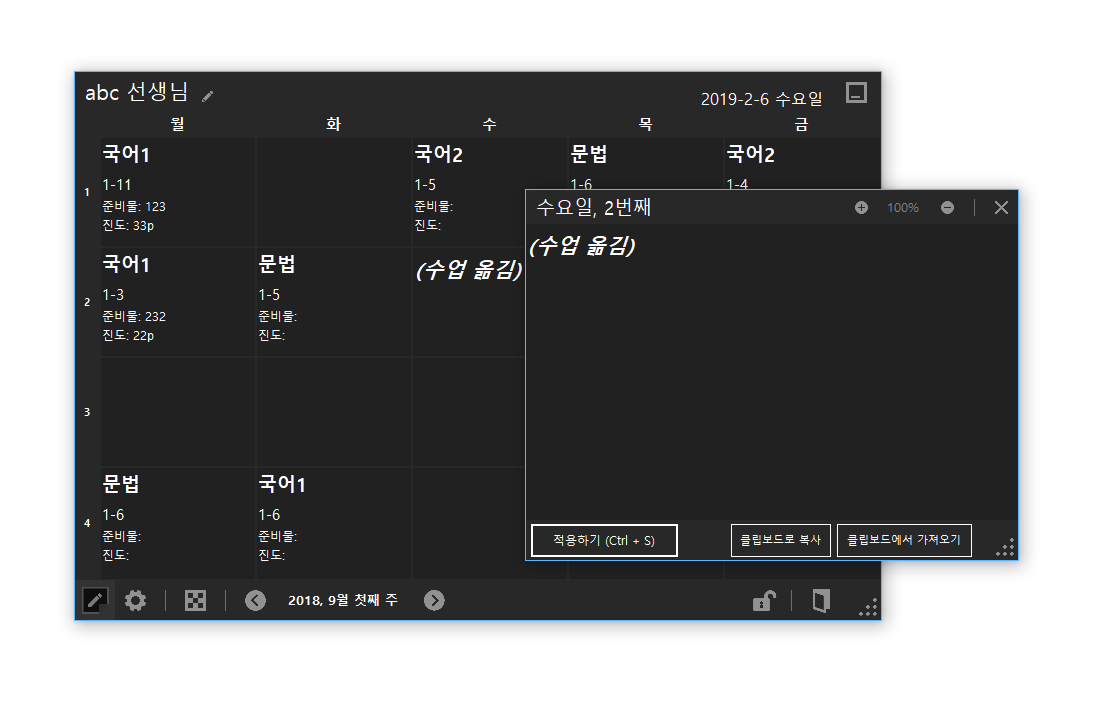 abc 선생님
2019-2-6 수요일
월 화 수 목 금
1
국어1
1-11
준비물: 123
진도: 33p
국어2
1-5
준비물:
진도:
문법
1-6
국어2
1-4
2
국어1
1-3
준비물: 232
진도: 22p
문법
1-5
준비물:
진도:
(수업 옮김)
3
4
문법
1-6
준비물:
진도:
국어1
1-6
준비물:
진도:
2018, 9월 첫째 주
수요일, 2번째
100%
(수업 옮김)
적용하기 (Ctrl + S)
클립보드로 복사
클립보드에서 가져오기